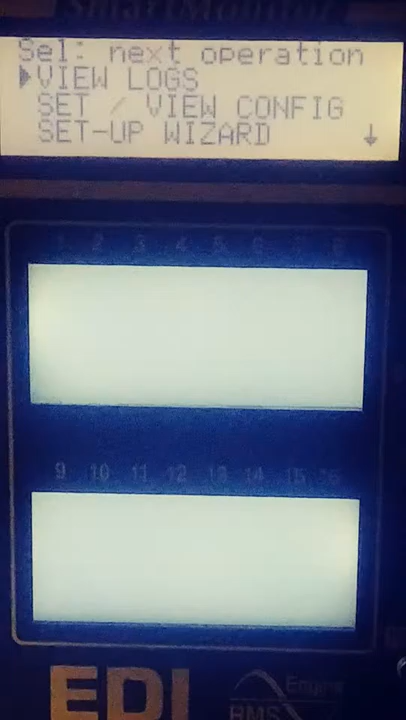 SmartMonitor
Sel: next operation
▶VIEW LOGS
SET / VIEW CONFIG
SET-UP WIZARD ↓
1 2 3 4 5 6 7 8
9 10 11 12 13 14 15 16
EDI
Engine
RMS